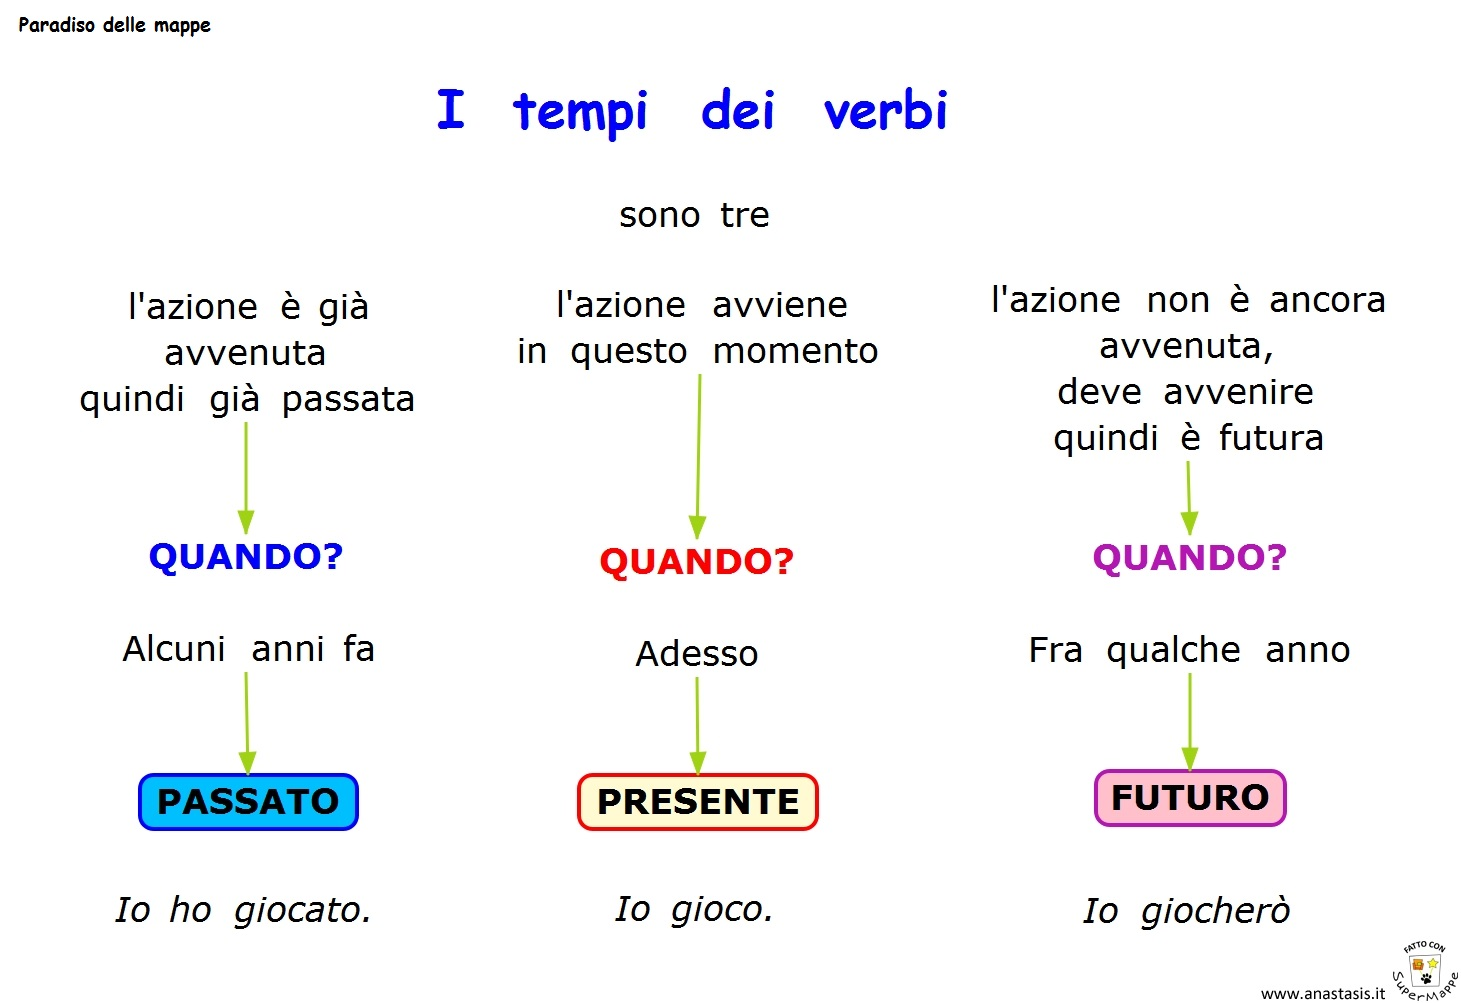 Paradiso delle mappe
I tempi dei verbi
sono tre
l'azione è già
avvenuta
quindi già passata
QUANDO?
Alcuni anni fa
PASSATO
Io ho giocato.
l'azione avviene
in questo momento
QUANDO?
Adesso
PRESENTE
Io gioco.
l'azione non è ancora
avvenuta,
deve avvenire
quindi è futura
QUANDO?
Fra qualche anno
FUTURO
Io giocherò
FATTO CON
SUPERMAPPE
www.anastasis.it